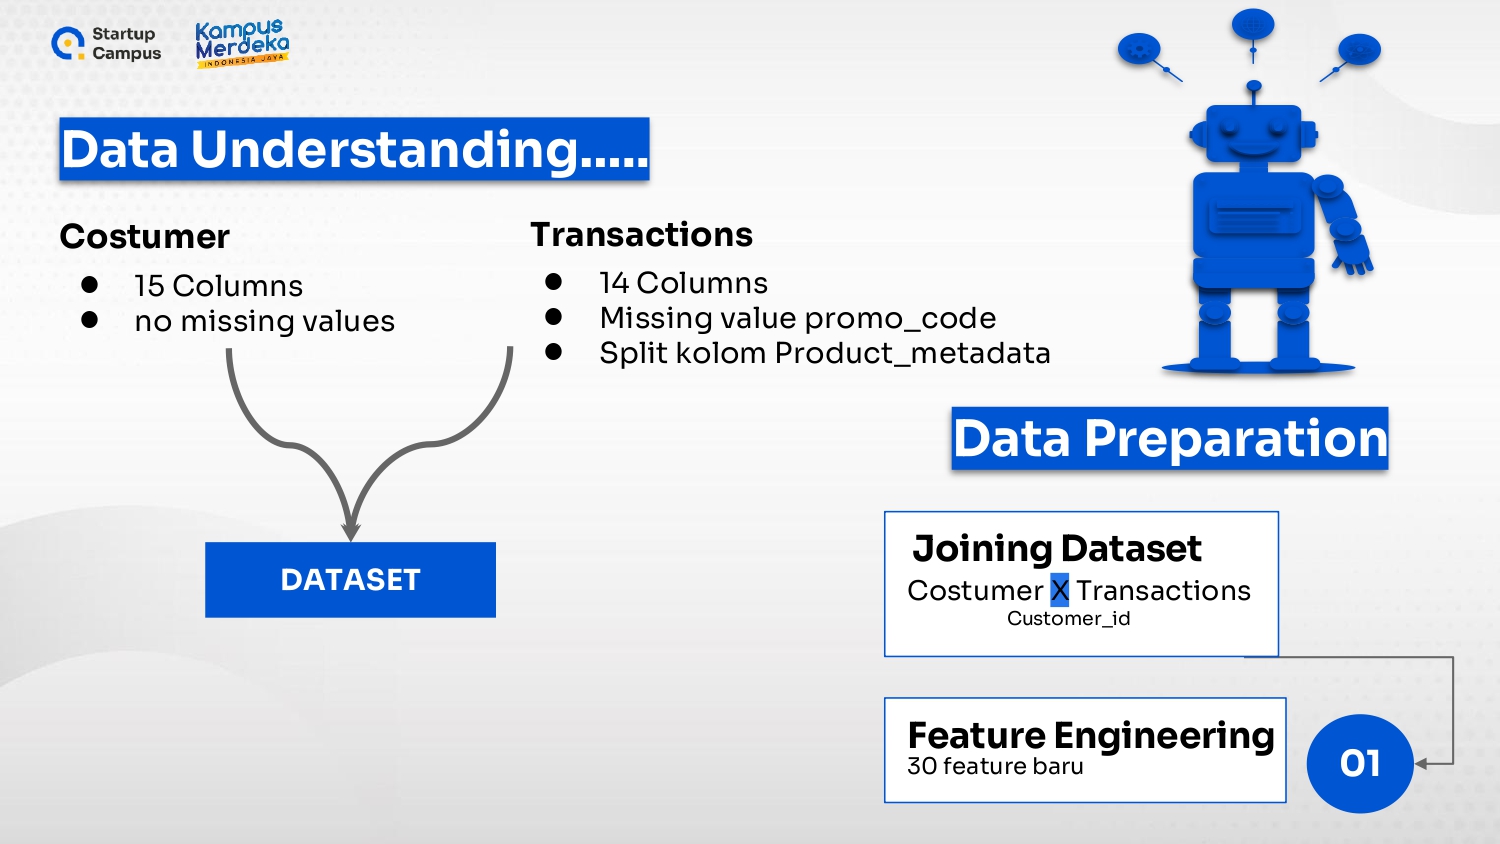 Startup
Campus
Kampus
Merdeka
INDONESIA JAYA
Data Understanding.....
Costumer
● 15 Columns
● no missing values
Transactions
● 14 Columns
● Missing value promo_code
● Split kolom Product_metadata
DATASET
Data Preparation
Joining Dataset
Costumer X Transactions
Customer_id
Feature Engineering
30 feature baru
01